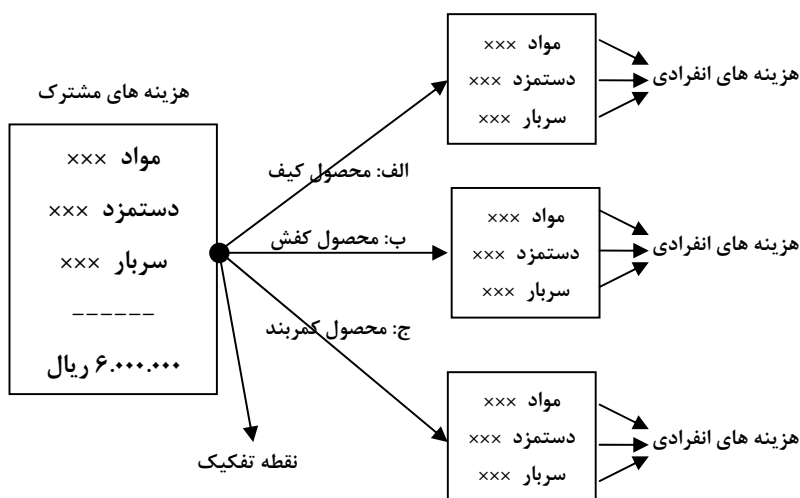 هزینه های مشترک
مواد ×××
دستمزد ×××
سربار ×××
------
۶.۰۰۰.۰۰۰ ریال
نقطه تفکیک
الف: محصول کیف
مواد ×××
دستمزد ×××
سربار ×××
هزینه های انفرادی
ب: محصول کفش
مواد ×××
دستمزد ×××
سربار ×××
هزینه های انفرادی
ج: محصول کمربند
مواد ×××
دستمزد ×××
سربار ×××
هزینه های انفرادی